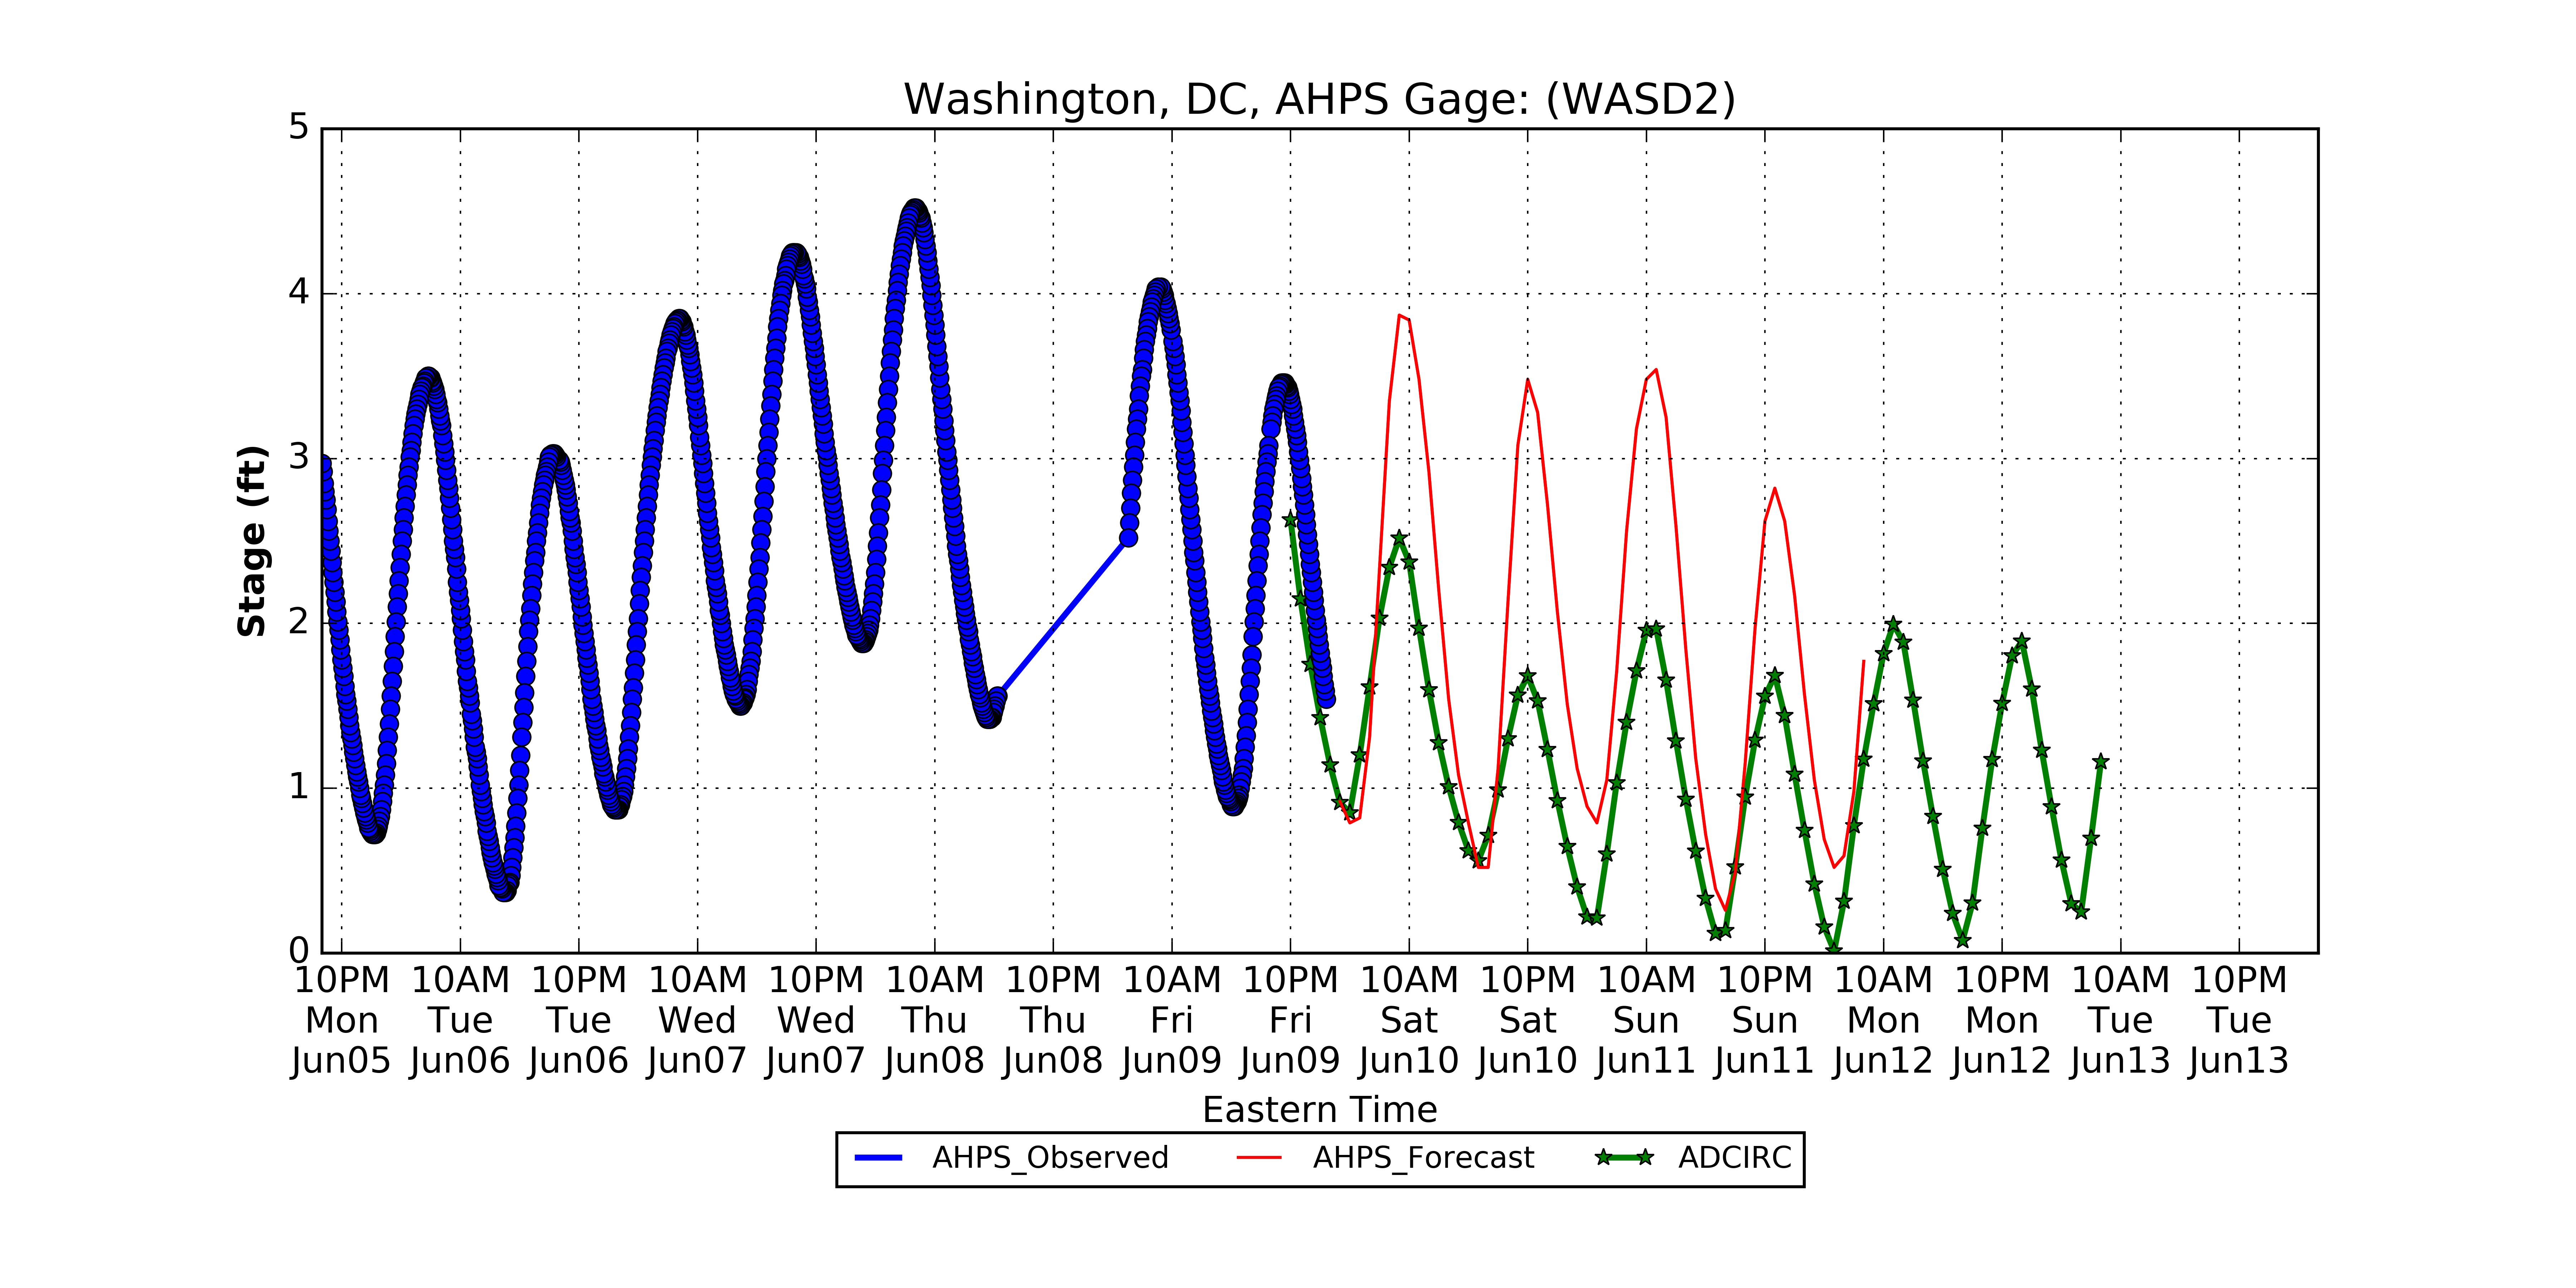 Washington, DC, AHPS Gage: (WASD2)
5
4
3
2
1
0
Stage (ft)
10PM 10AM 10PM 10AM 10PM 10AM 10PM 10AM 10PM 10AM 10PM 10AM 10PM 10AM 10PM 10AM 10PM
Mon Tue Tue Wed Wed Thu Thu Fri Fri Sat Sat Sun Sun Mon Mon Tue Tue
Jun05 Jun06 Jun06 Jun07 Jun07 Jun08 Jun08 Jun09 Jun09 Jun10 Jun10 Jun11 Jun11 Jun12 Jun12 Jun13 Jun13
Eastern Time
AHPS_Observed AHPS_Forecast ADCIRC